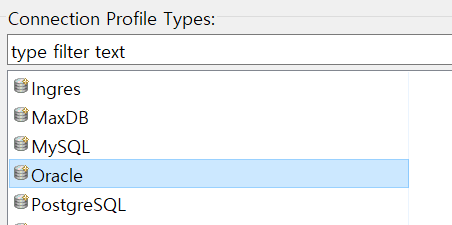 Connection Profile Types:
type filter text
Ingres
MaxDB
MySQL
Oracle
PostgreSQL